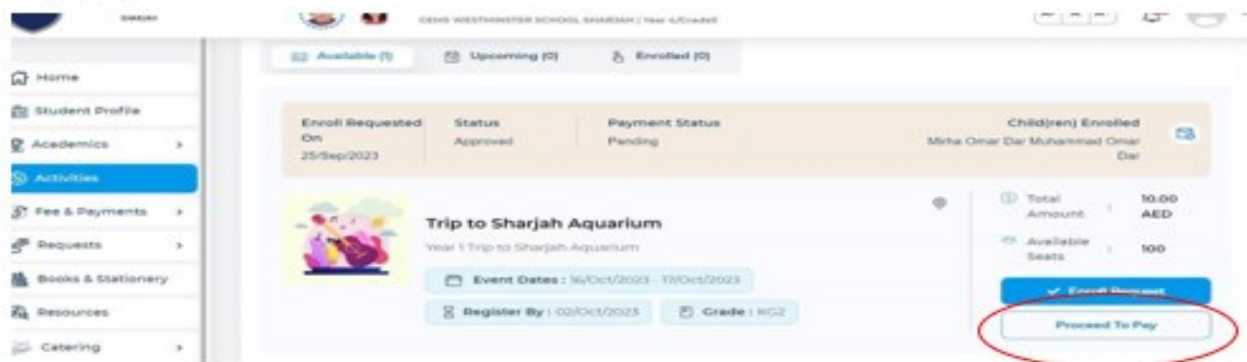 SHARJAH
GEMS WESTMINSTER SCHOOL SHARJAH | Year 4/Grade3
Available (1)
Upcoming (0)
Enrolled (0)
Home
Student Profile
Academics
Activities
Fee & Payments
Requests
Books & Stationery
Resources
Catering
Enroll Requested On
25/Sep/2023
Status
Approved
Payment Status
Pending
Child(ren) Enrolled
Mirha Omar Dar Muhammad Omar
Dar
Trip to Sharjah Aquarium
Year 1 Trip to Sharjah Aquarium
Event Dates : 16/Oct/2023 - 17/Oct/2023
Register By : 02/Oct/2023
Grade : KG2
Total Amount : 10.00 AED
Available Seats : 100
Enroll Request
Proceed To Pay